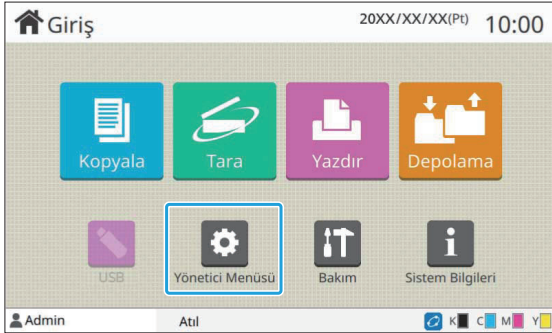 Giriş
20XX/XX/XX(Pt) 10:00
Kopyala Tara Yazdır Depolama
USB Yönetici Menüsü Bakım Sistem Bilgileri
Admin Atıl K C M Y